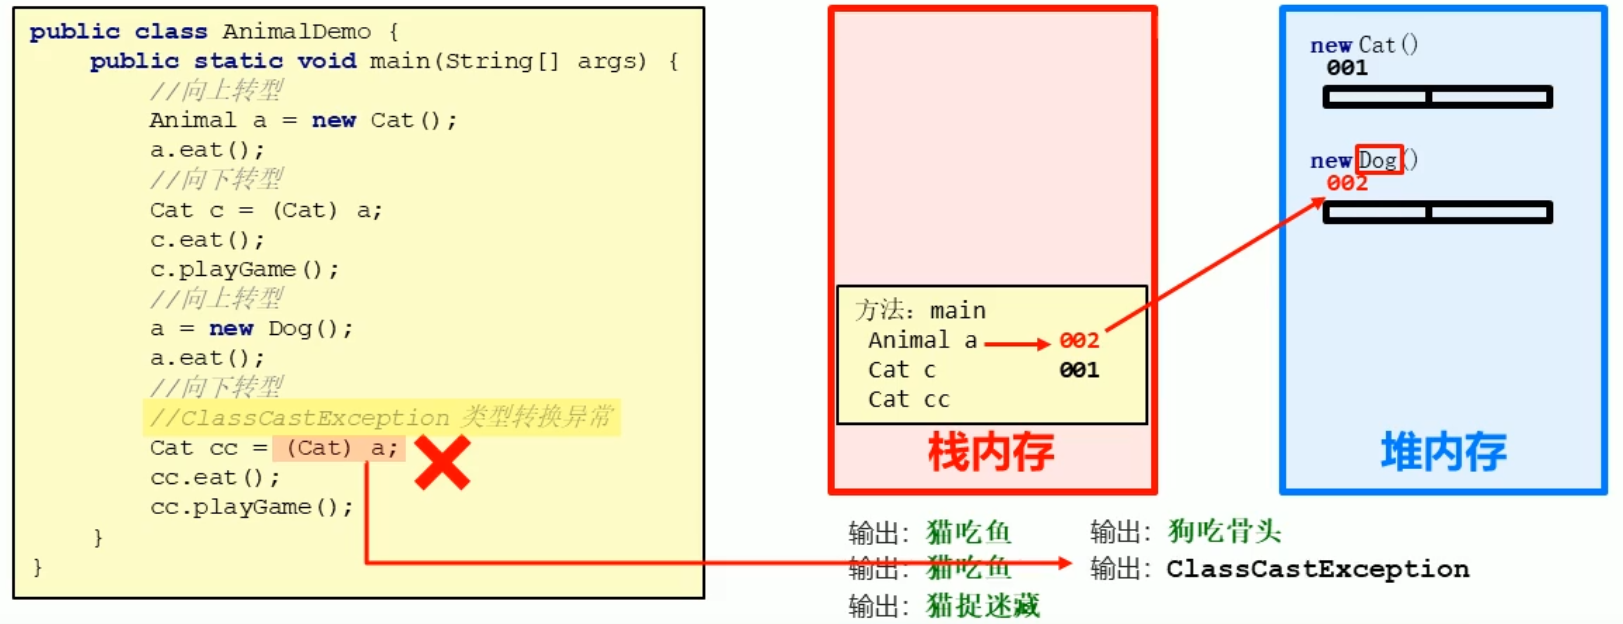 public class AnimalDemo {
public static void main(String[] args) {
//向上转型
Animal a = new Cat();
a.eat();
//向下转型
Cat c = (Cat) a;
c.eat();
c.playGame();
//向上转型
a = new Dog();
a.eat();
//向下转型
//ClassCastException 类型转换异常
Cat cc = (Cat) a;
cc.eat();
cc.playGame();
}
}
方法: main
Animal a 002
Cat c 001
Cat cc
栈内存
new Cat()
001
new Dog()
002
堆内存
输出: 猫吃鱼
输出: 猫吃鱼
输出: 猫捉迷藏
输出: 狗吃骨头
输出: ClassCastException